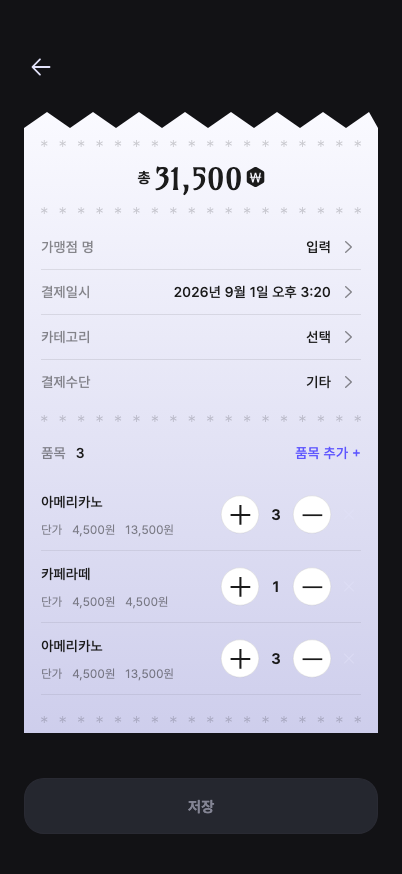 총 31,500 ₩
가맹점 명 입력
결제일시 2026년 9월 1일 오후 3:20
카테고리 선택
결제수단 기타
품목 3 품목 추가 +
아메리카노
단가 4,500원 13,500원
3
카페라떼
단가 4,500원 4,500원
1
아메리카노
단가 4,500원 13,500원
3
저장